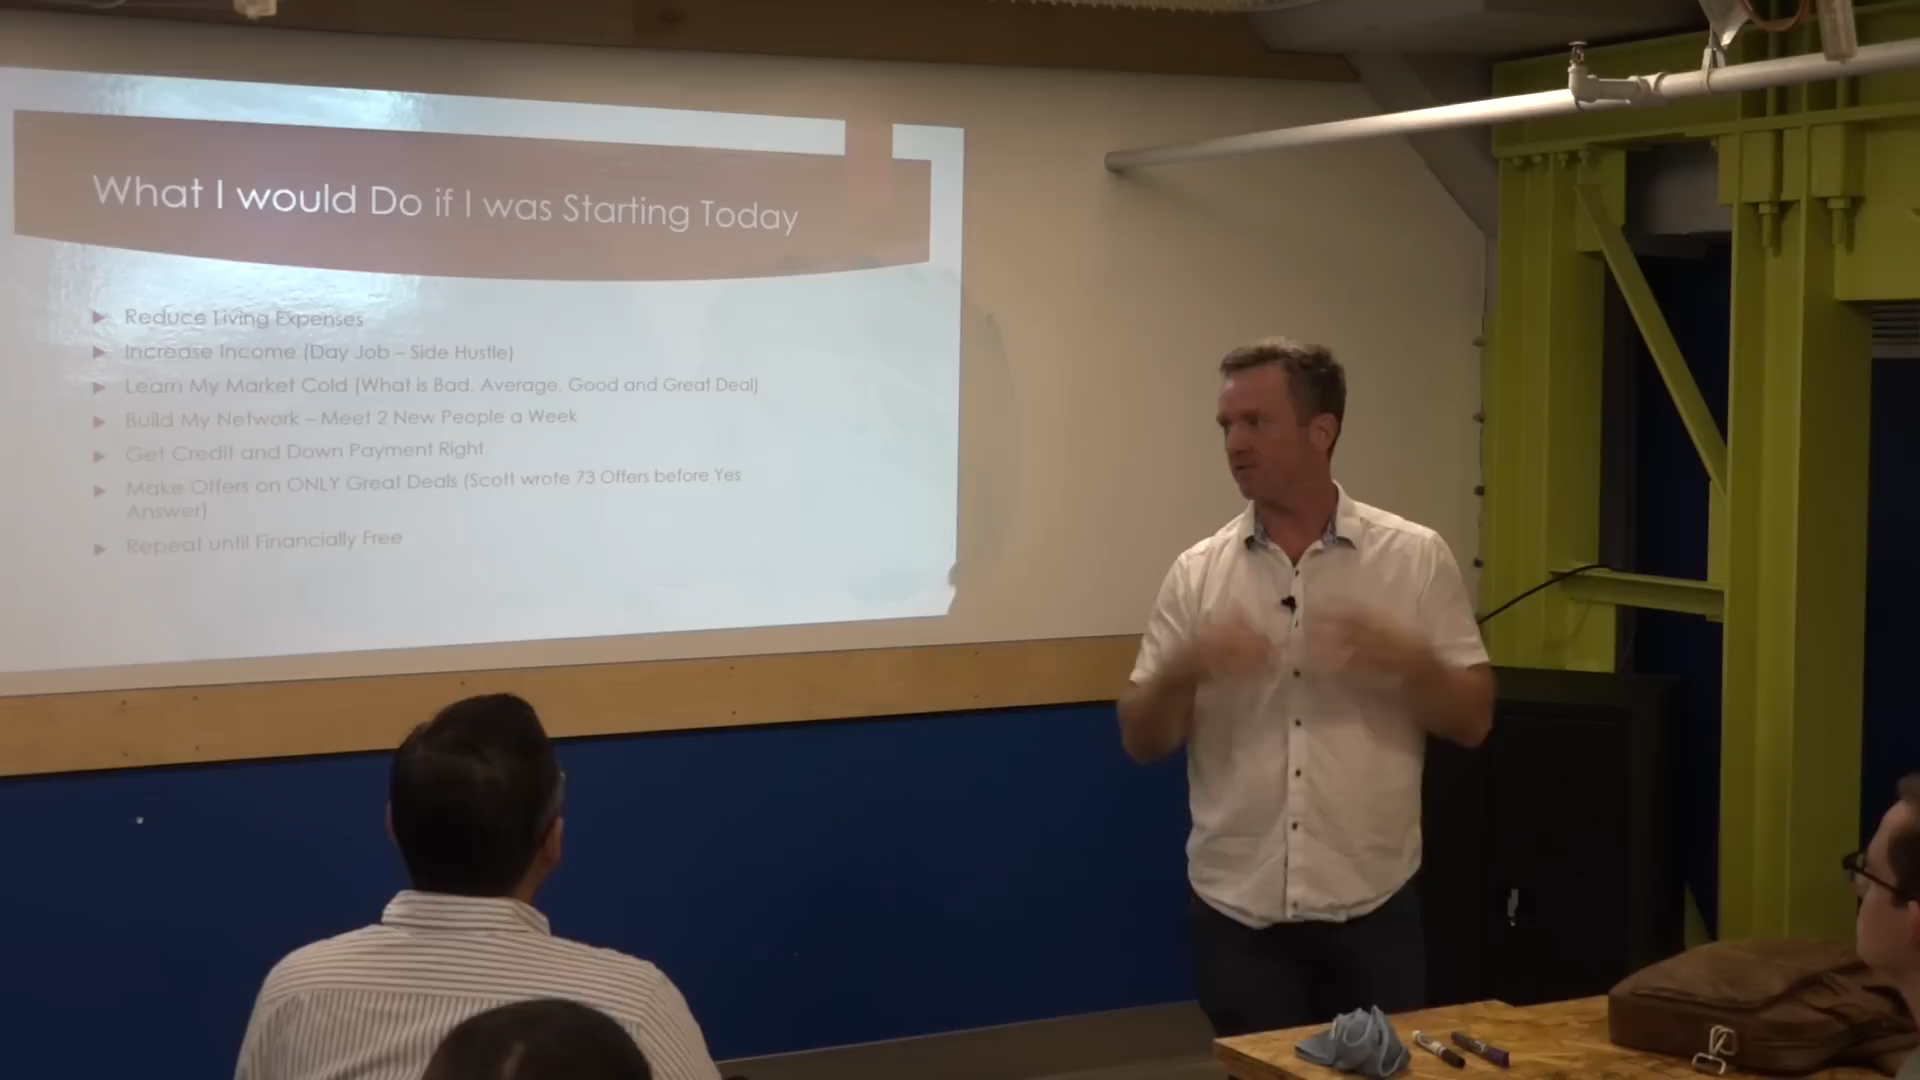 What I would Do if I was Starting Today
Reduce Living Expenses
Increase Income (Day Job – Side Hustle)
Learn My Market Cold (What is Bad, Average, Good and Great Deal)
Build My Network – Meet 2 New People a Week
Get Credit and Down Payment Right
Make Offers on ONLY Great Deals (Scott wrote 73 Offers before Yes
Answer)
Repeat until Financially Free